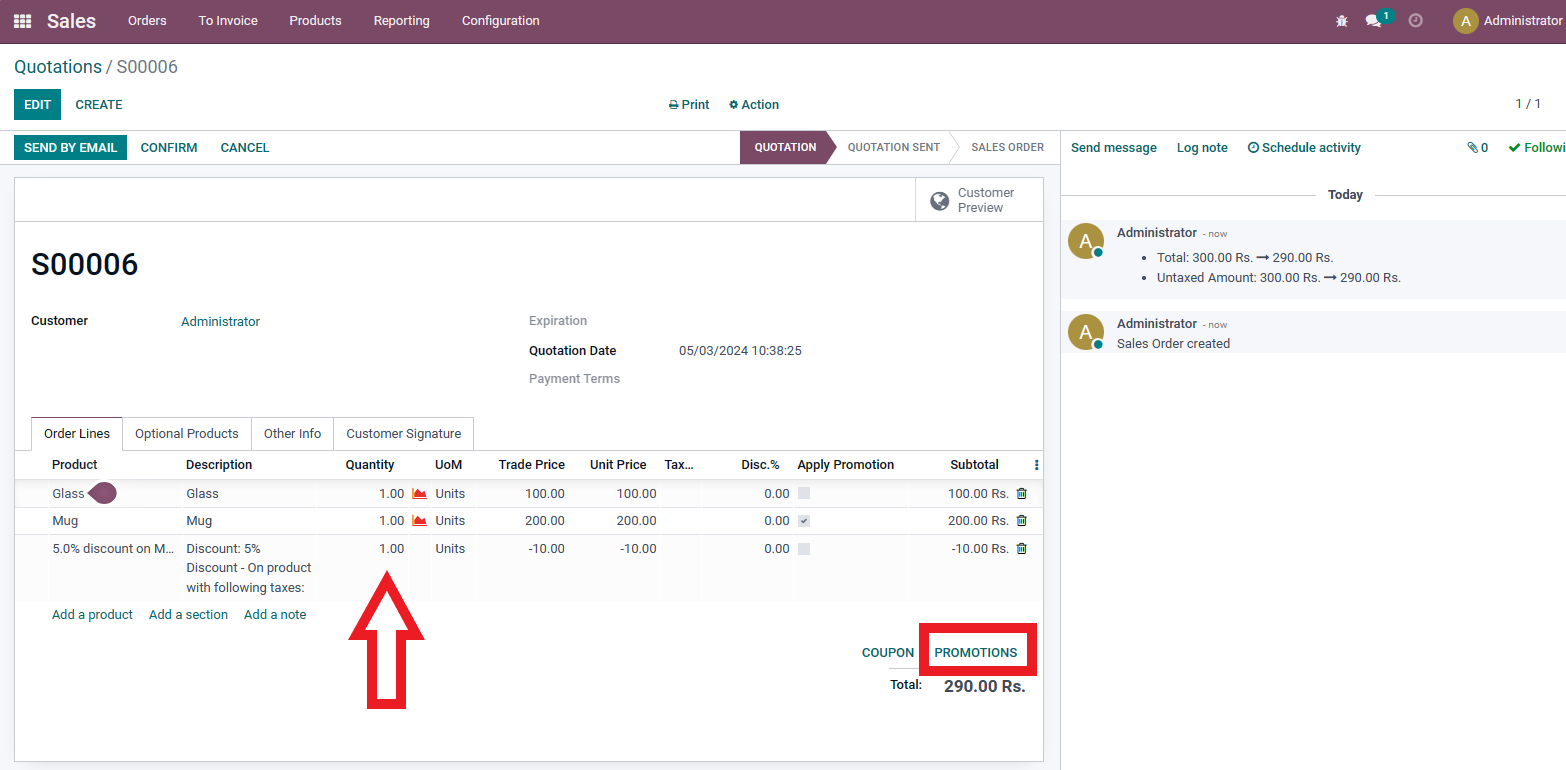 Sales Orders To Invoice Products Reporting Configuration 1 A Administrator
Quotations / S00006
EDIT CREATE Print Action 1 / 1
SEND BY EMAIL CONFIRM CANCEL QUOTATION QUOTATION SENT SALES ORDER Send message Log note Schedule activity 0 Followi
Customer
Preview
Today
S00006
A Administrator - now
Total: 300.00 Rs. → 290.00 Rs.
Untaxed Amount: 300.00 Rs. → 290.00 Rs.
Customer Administrator Expiration
A Administrator - now
Sales Order created
Quotation Date 05/03/2024 10:38:25
Payment Terms
Order Lines Optional Products Other Info Customer Signature
Product Description Quantity UoM Trade Price Unit Price Tax... Disc.% Apply Promotion Subtotal
Glass Glass 1.00 Units 100.00 100.00 0.00 100.00 Rs.
Mug Mug 1.00 Units 200.00 200.00 0.00 200.00 Rs.
5.0% discount on M... Discount: 5% 1.00 Units -10.00 -10.00 0.00 -10.00 Rs.
Discount - On product
with following taxes:
Add a product Add a section Add a note
COUPON PROMOTIONS
Total: 290.00 Rs.